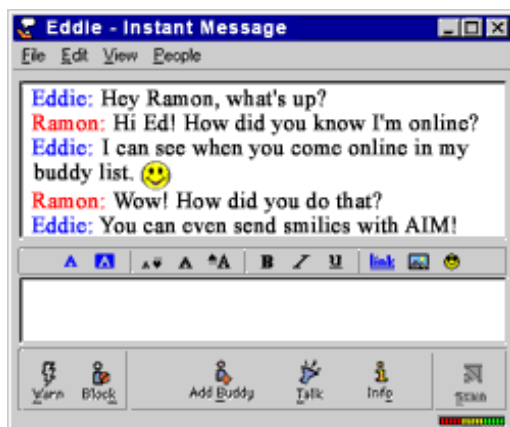 Eddie - Instant Message
File Edit View People
Eddie: Hey Ramon, what's up?
Ramon: Hi Ed! How did you know I'm online?
Eddie: I can see when you come online in my
buddy list.
Ramon: Wow! How did you do that?
Eddie: You can even send smilies with AIM!
A A A A A B I U link
Warn Block Add Buddy Talk Info